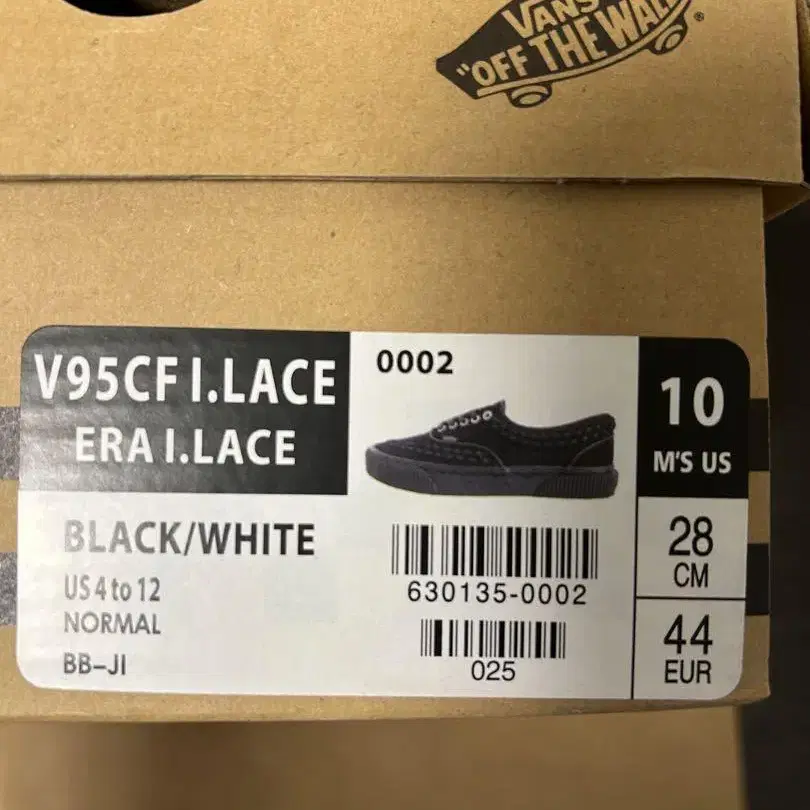 VANS
"OFF THE WALL"
®
V95CF I.LACE
ERA I.LACE
0002
10
M'S US
BLACK/WHITE
US 4 to 12
NORMAL
BB-JI
630135-0002
025
28
CM
44
EUR